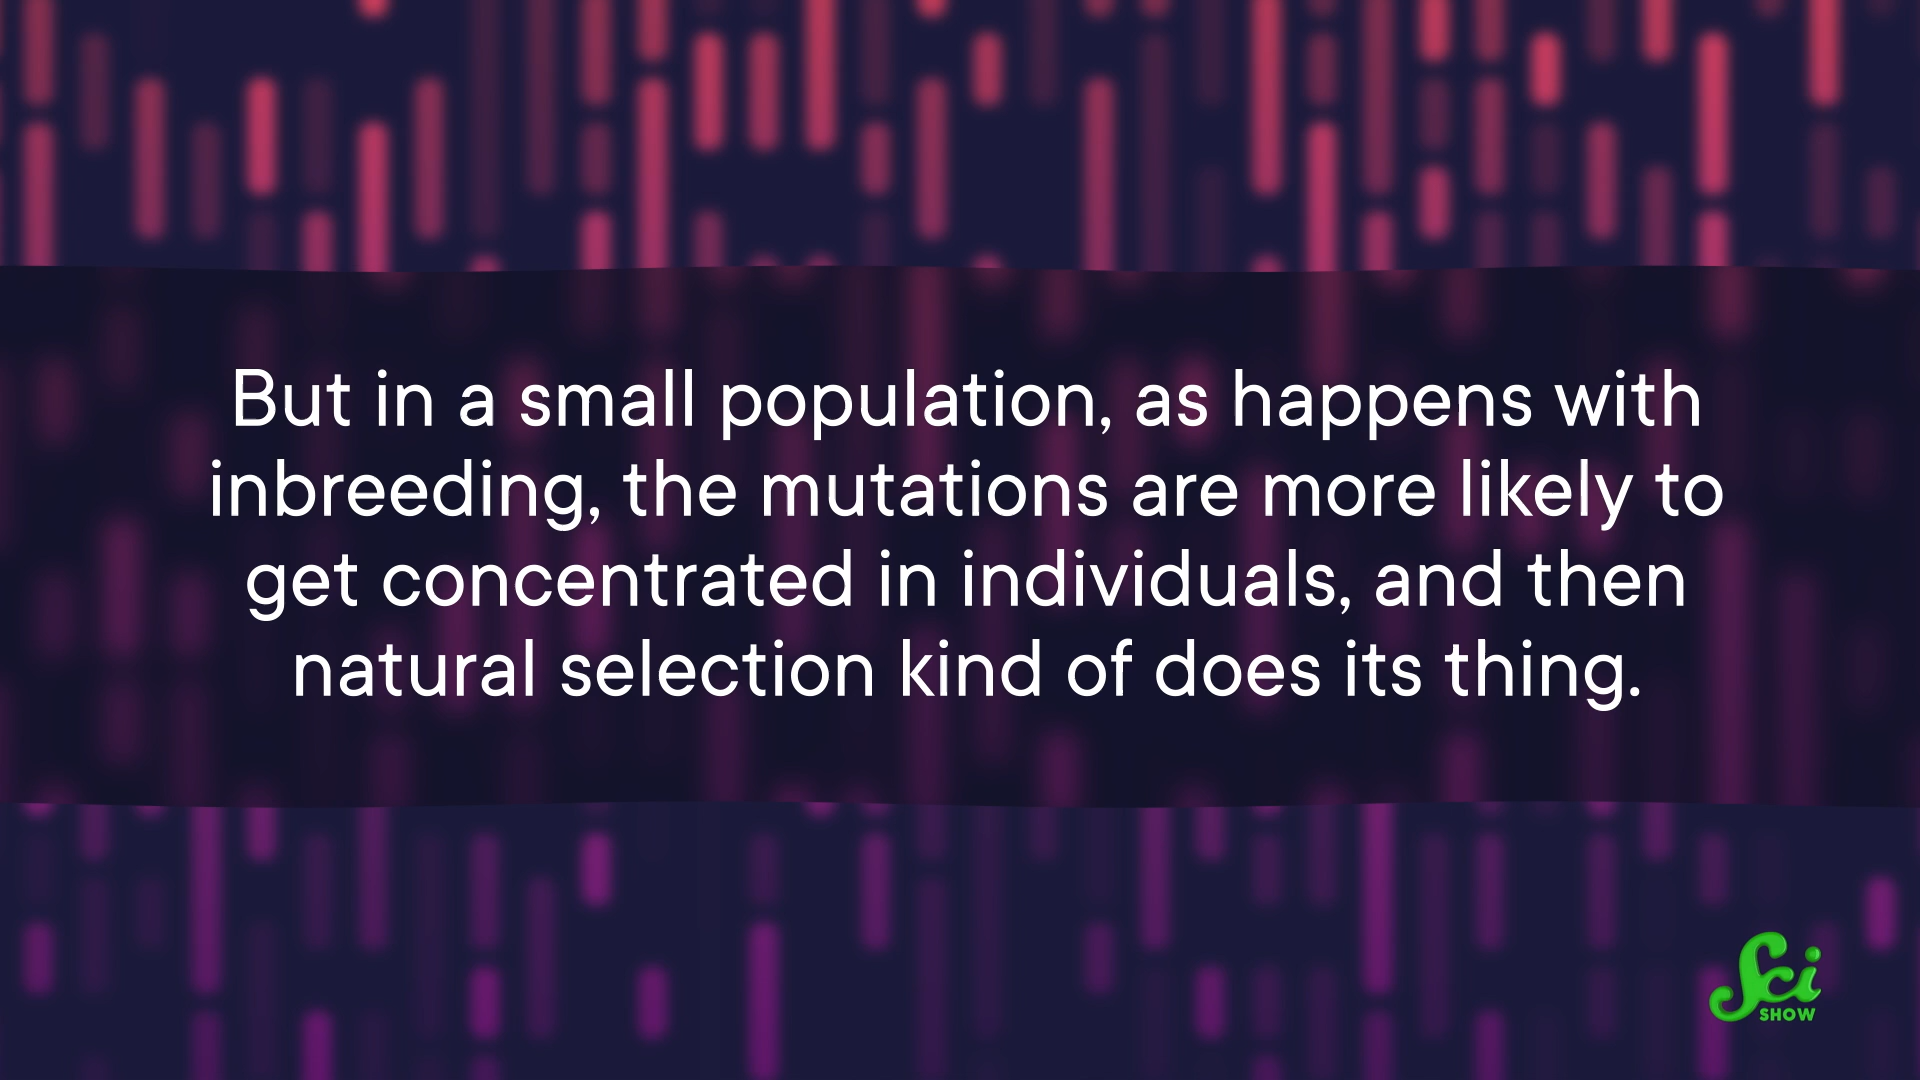 But in a small population, as happens with
inbreeding, the mutations are more likely to
get concentrated in individuals, and then
natural selection kind of does its thing.
Sci
SHOW